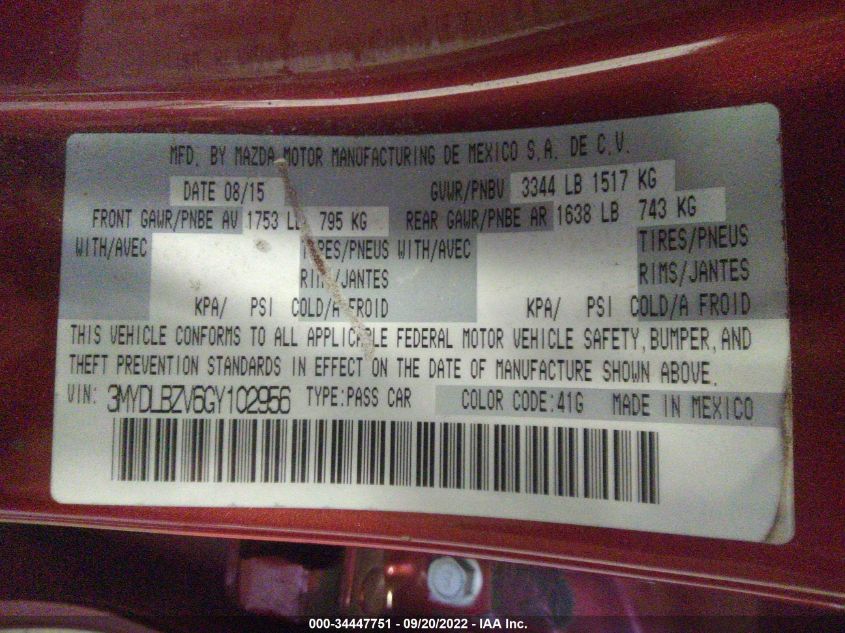 MFD. BY MAZDA MOTOR MANUFACTURING DE MEXICO S.A. DE C.V.
DATE 08/15 GVWR/PNBV 3344 LB 1517 KG
FRONT GAWR/PNBE AV 1753 LB 795 KG REAR GAWR/PNBE AR 1638 LB 743 KG
WITH/AVEC TIRES/PNEUS WITH/AVEC TIRES/PNEUS
RIM/JANTES RIMS/JANTES
KPA/ PSI COLD/A FROID KPA/ PSI COLD/A FROID
THIS VEHICLE CONFORMS TO ALL APPLICABLE FEDERAL MOTOR VEHICLE SAFETY, BUMPER, AND
THEFT PREVENTION STANDARDS IN EFFECT ON THE DATE OF MANUFACTURE SHOWN ABOVE.
VIN: 3MYDLBZV6GY102956 TYPE:PASS CAR COLOR CODE:41G MADE IN MEXICO
000-34447751 - 09/20/2022 - IAA Inc.